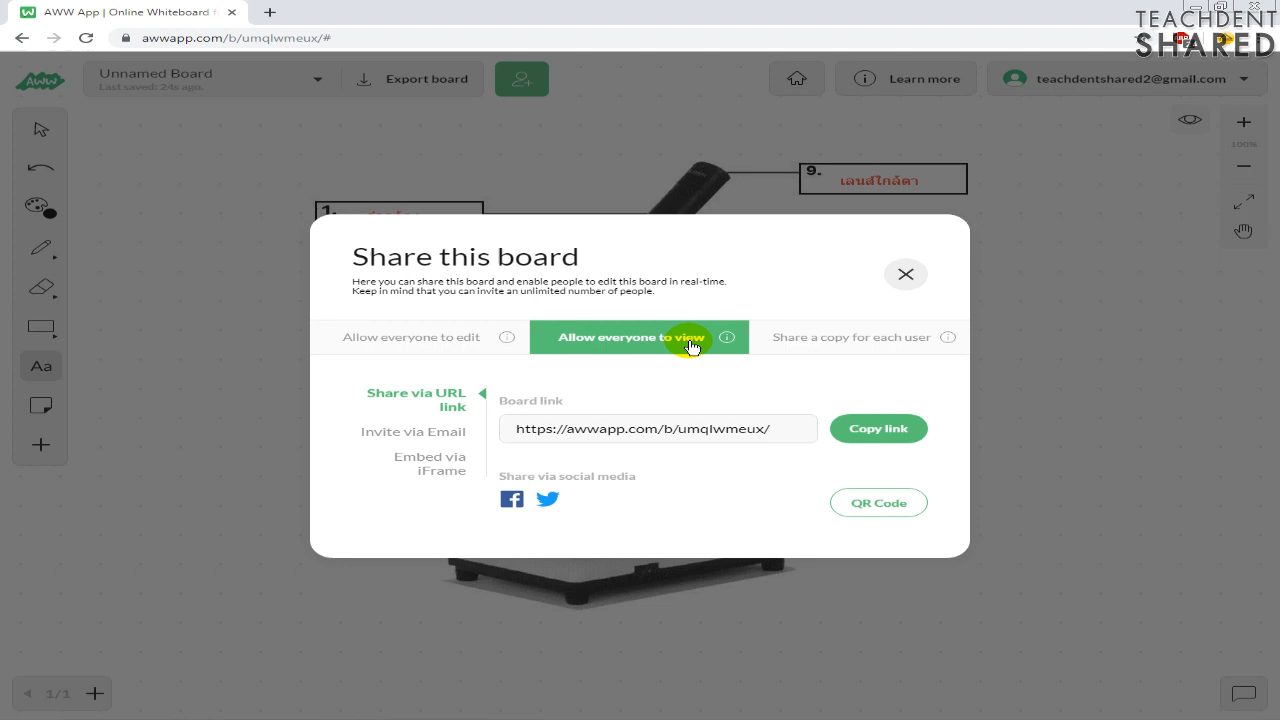 AWW App | Online Whiteboard f
TEACHDENT
SHARED
awwapp.com/b/umqlwmeux/#
AWW
Unnamed Board
Last saved: 24s ago.
Export board
Learn more
teachdentshared2@gmail.com
100%
9.
เลนส์ใกล้ตา
1.
Share this board
Here you can share this board and enable people to edit this board in real-time.
Keep in mind that you can invite an unlimited number of people.
Allow everyone to edit
Allow everyone to view
Share a copy for each user
Aa
Share via URL
link
Board link
https://awwapp.com/b/umqlwmeux/
Copy link
Invite via Email
Embed via
iFrame
Share via social media
QR Code
1/1